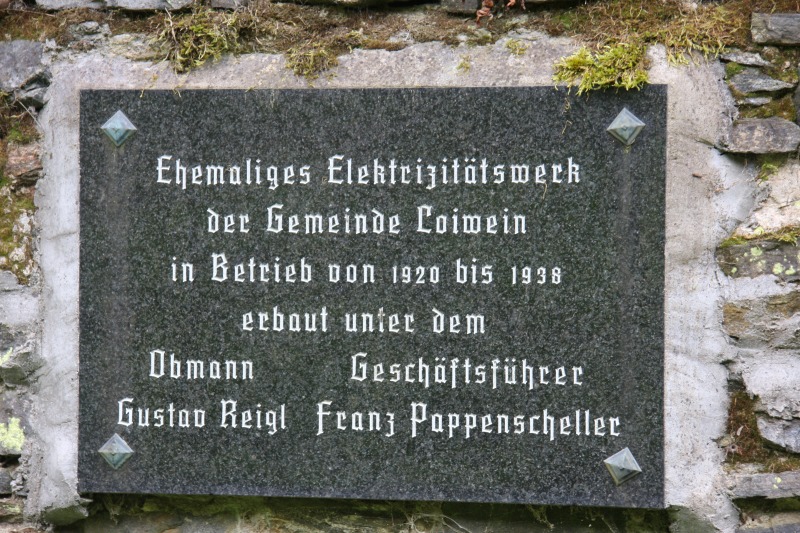 Ehemaliges Elektrizitätswerk
der Gemeinde Loiwein
in Betrieb von 1920 bis 1938
erbaut unter dem
Obmann Geschäftsführer
Gustav Reigl Franz Pappenscheller